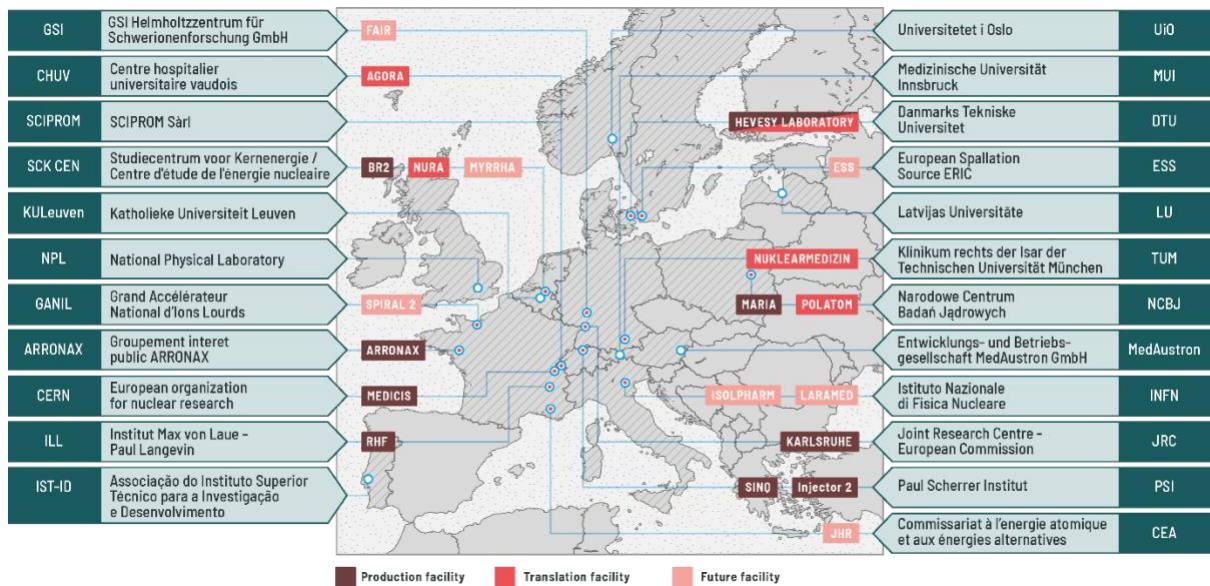 GSI
GSI Helmholtzzentrum für
Schwerionenforschung GmbH
FAIR
CHUV
Centre hospitalier
universitaire vaudois
AGORA
SCIPROM
SCIPROM Sàrl
SCK CEN
Studiecentrum voor Kernenergie /
Centre d'étude de l'énergie nucleaire
BR2
NURA
MYRRHA
KULeuven
Katholieke Universiteit Leuven
NPL
National Physical Laboratory
GANIL
Grand Accélérateur
National d'Ions Lourds
SPIRAL 2
ARRONAX
Groupement interet
public ARRONAX
ARRONAX
CERN
European organization
for nuclear research
MEDICIS
ILL
Institut Max von Laue –
Paul Langevin
RHF
IST-ID
Associação do Instituto Superior
Técnico para a Investigação
e Desenvolvimento
Universitetet i Oslo
UiO
Medizinische Universität
Innsbruck
MUI
HEVESY LABORATORY
Danmarks Tekniske
Universitet
DTU
ESS
European Spallation
Source ERIC
ESS
Latvijas Universitāte
LU
NUKLEARMEDIZIN
Klinikum rechts der Isar der
Technischen Universität München
TUM
MARIA
POLATOM
Narodowe Centrum
Badań Jądrowych
NCBJ
Entwicklungs- und Betriebs-
gesellschaft MedAustron GmbH
MedAustron
ISOLPHARM
LARAMED
Istituto Nazionale
di Fisica Nucleare
INFN
KARLSRUHE
Joint Research Centre –
European Commission
JRC
SINQ
Injector 2
Paul Scherrer Institut
PSI
JHR
Commissariat à l'energie atomique
et aux énergies alternatives
CEA
Production facility
Translation facility
Future facility